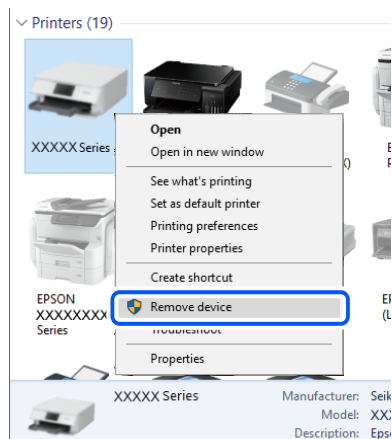 Printers (19)
XXXXX Series
Open
Open in new window
See what's printing
Set as default printer
Printing preferences
Printer properties
Create shortcut
Remove device
Troubleshoot
Properties
EPSON
XXXXXXXX
Series
XXXXX Series
Manufacturer:
Model:
Description: